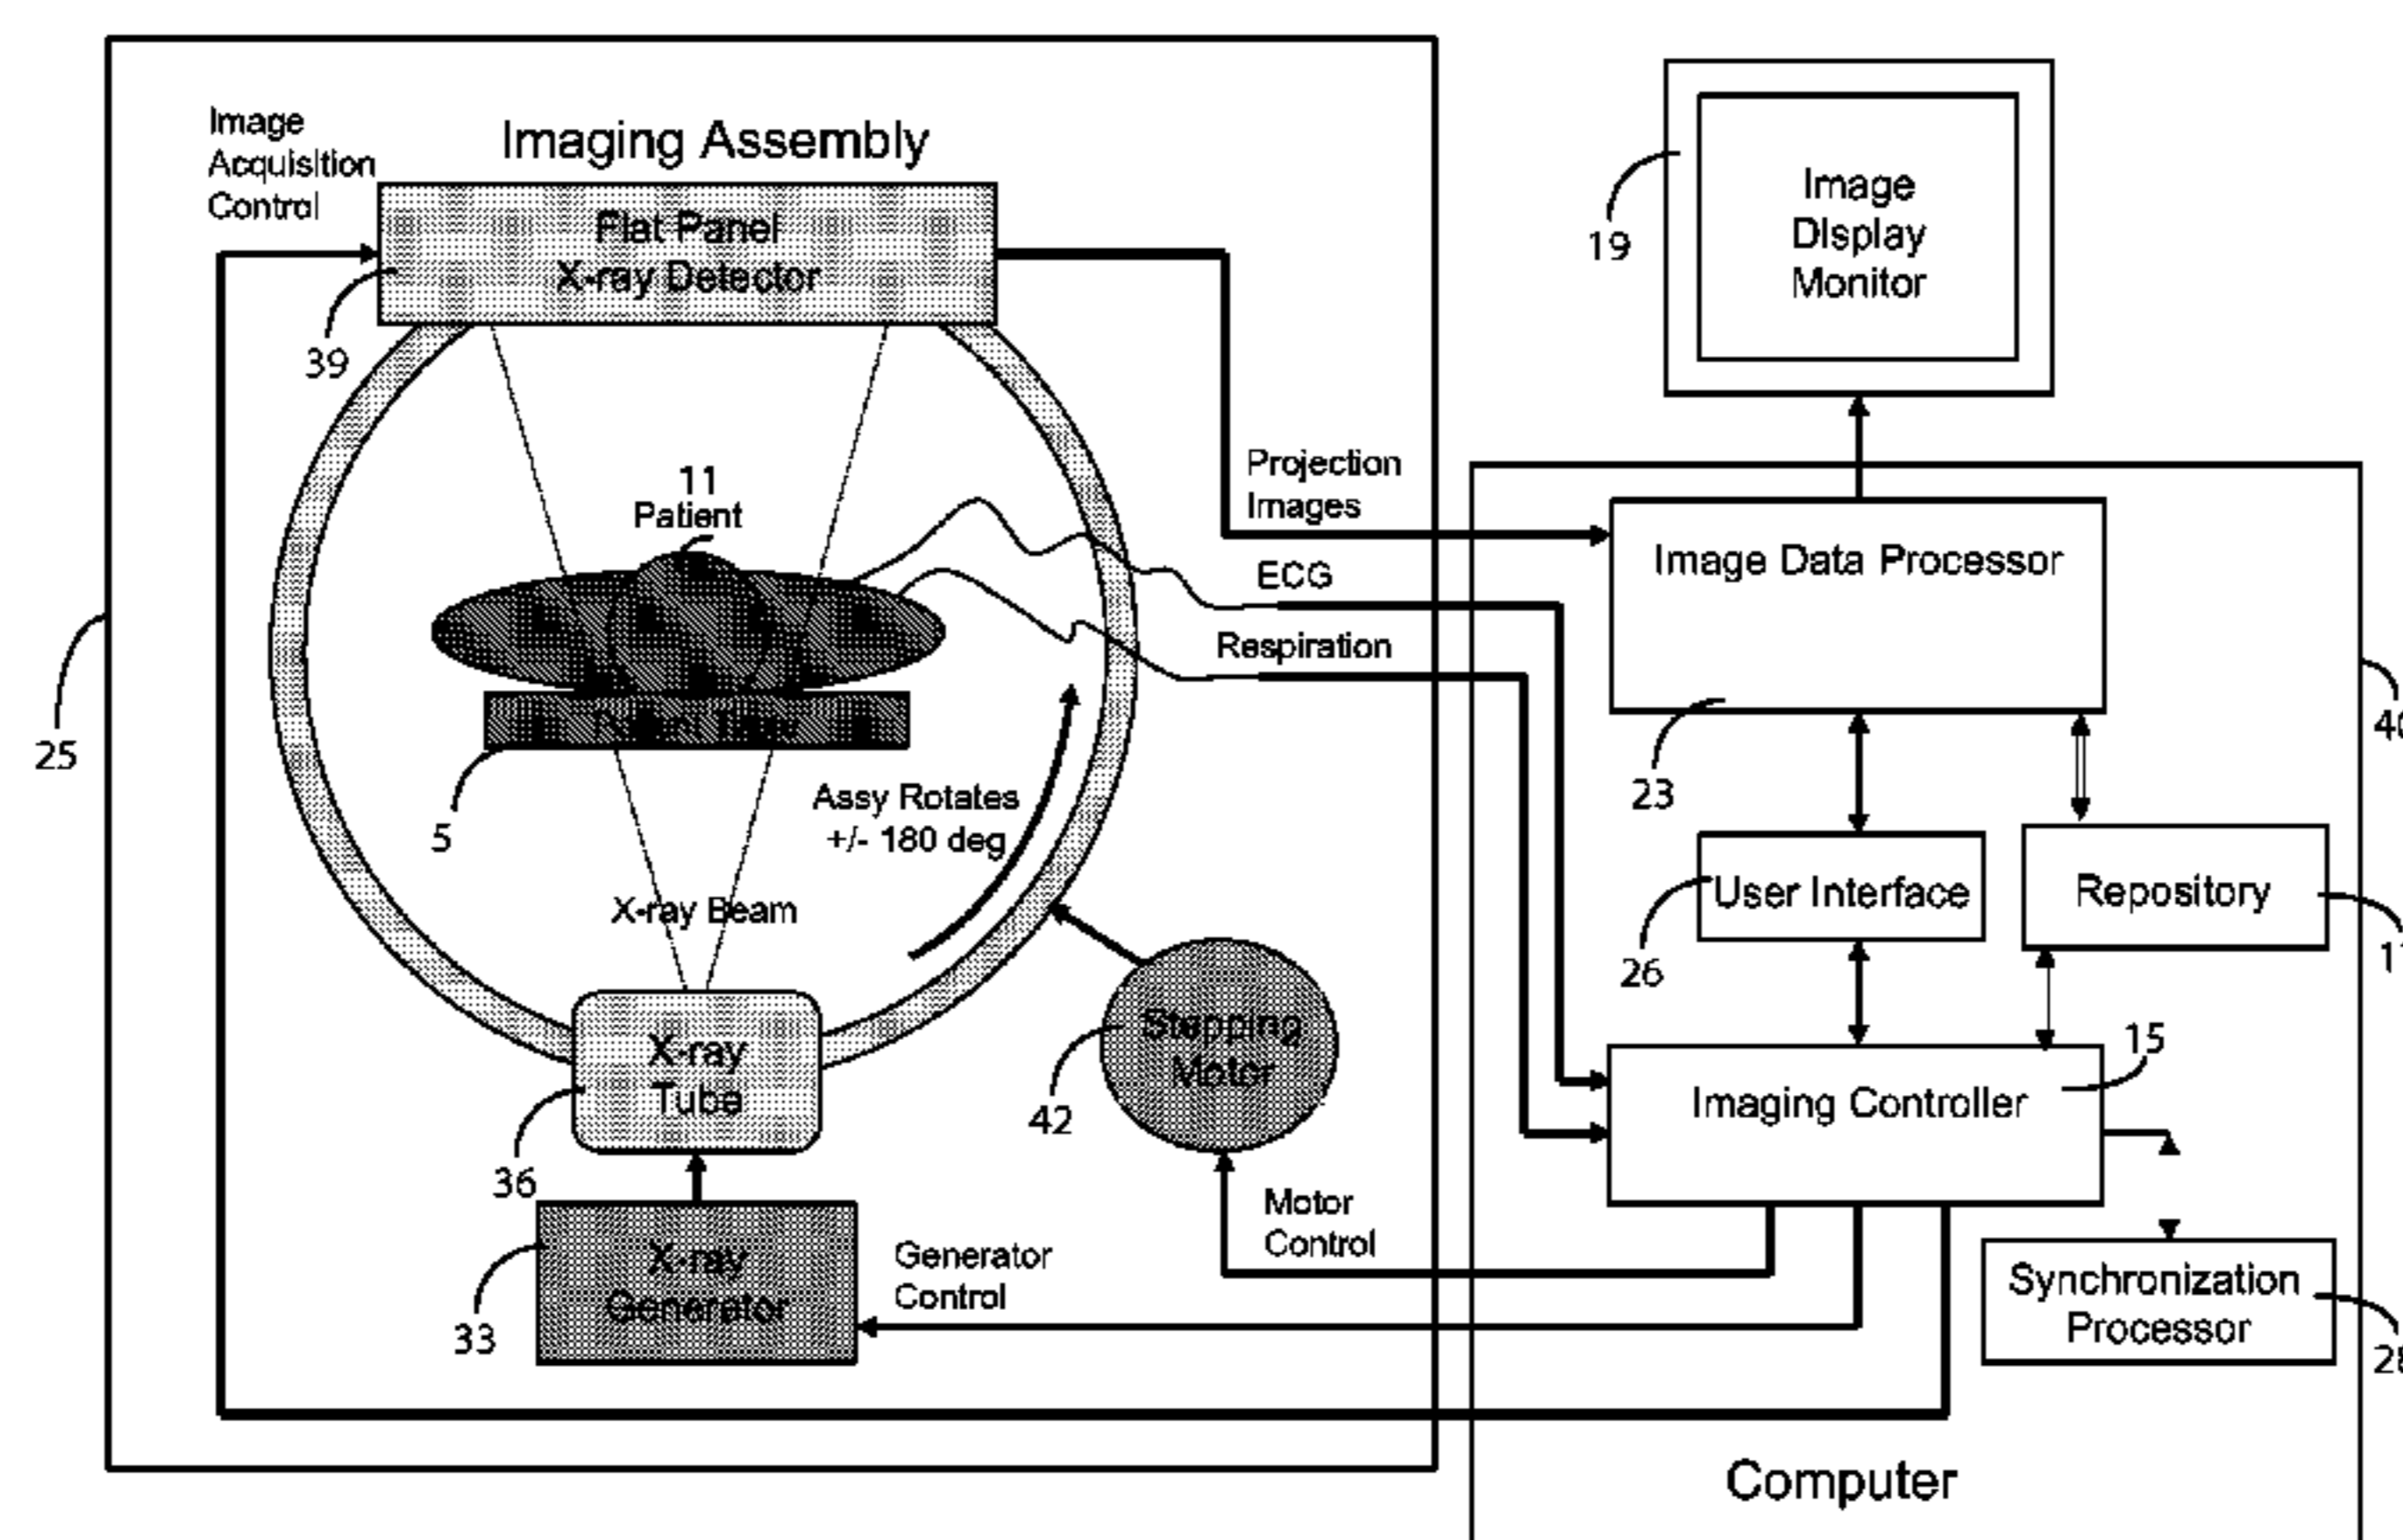 Image
Acquisition
Control
Imaging Assembly
Flat Panel
X-ray Detector
39
11
Patient
5
25
Assy Rotates
+/- 180 deg
X-ray Beam
X-ray
Tube
36
X-ray
Generator
33
Generator
Control
Stepping
Motor
42
Motor
Control
Projection
Images
ECG
Respiration
Image
Display
Monitor
19
Image Data Processor
23
User Interface
26
Repository
Imaging Controller
15
Synchronization
Processor
Computer